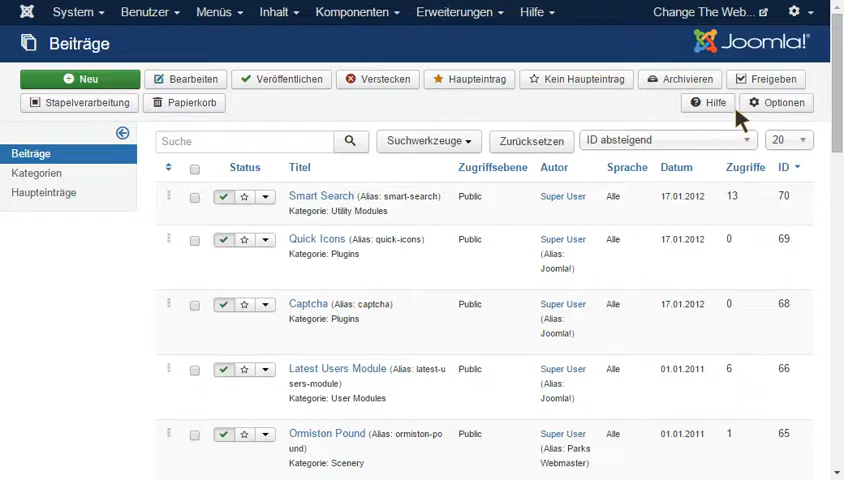 System Benutzer Menüs Inhalt Komponenten Erweiterungen Hilfe Change The Web...
Beiträge Joomla!®
Neu Bearbeiten Veröffentlichen Verstecken Haupteintrag Kein Haupteintrag Archivieren Freigeben
Stapelverarbeitung Papierkorb Hilfe Optionen
Suche Suchwerkzeuge Zurücksetzen ID absteigend 20
Beiträge
Kategorien
Haupteinträge
Status Titel Zugriffsebene Autor Sprache Datum Zugriffe ID
Smart Search (Alias: smart-search) Public Super User Alle 17.01.2012 13 70
Kategorie: Utility Modules
Quick Icons (Alias: quick-icons) Public Super User Alle 17.01.2012 0 69
Kategorie: Plugins (Alias:
Joomla!)
Captcha (Alias: captcha) Public Super User Alle 17.01.2012 0 68
Kategorie: Plugins (Alias:
Joomla!)
Latest Users Module (Alias: latest-u Public Super User Alle 01.01.2011 6 66
sers-module) (Alias:
Kategorie: User Modules Joomla!)
Ormiston Pound (Alias: ormiston-po Public Super User Alle 01.01.2011 1 65
und) (Alias: Parks
Kategorie: Scenery Webmaster)